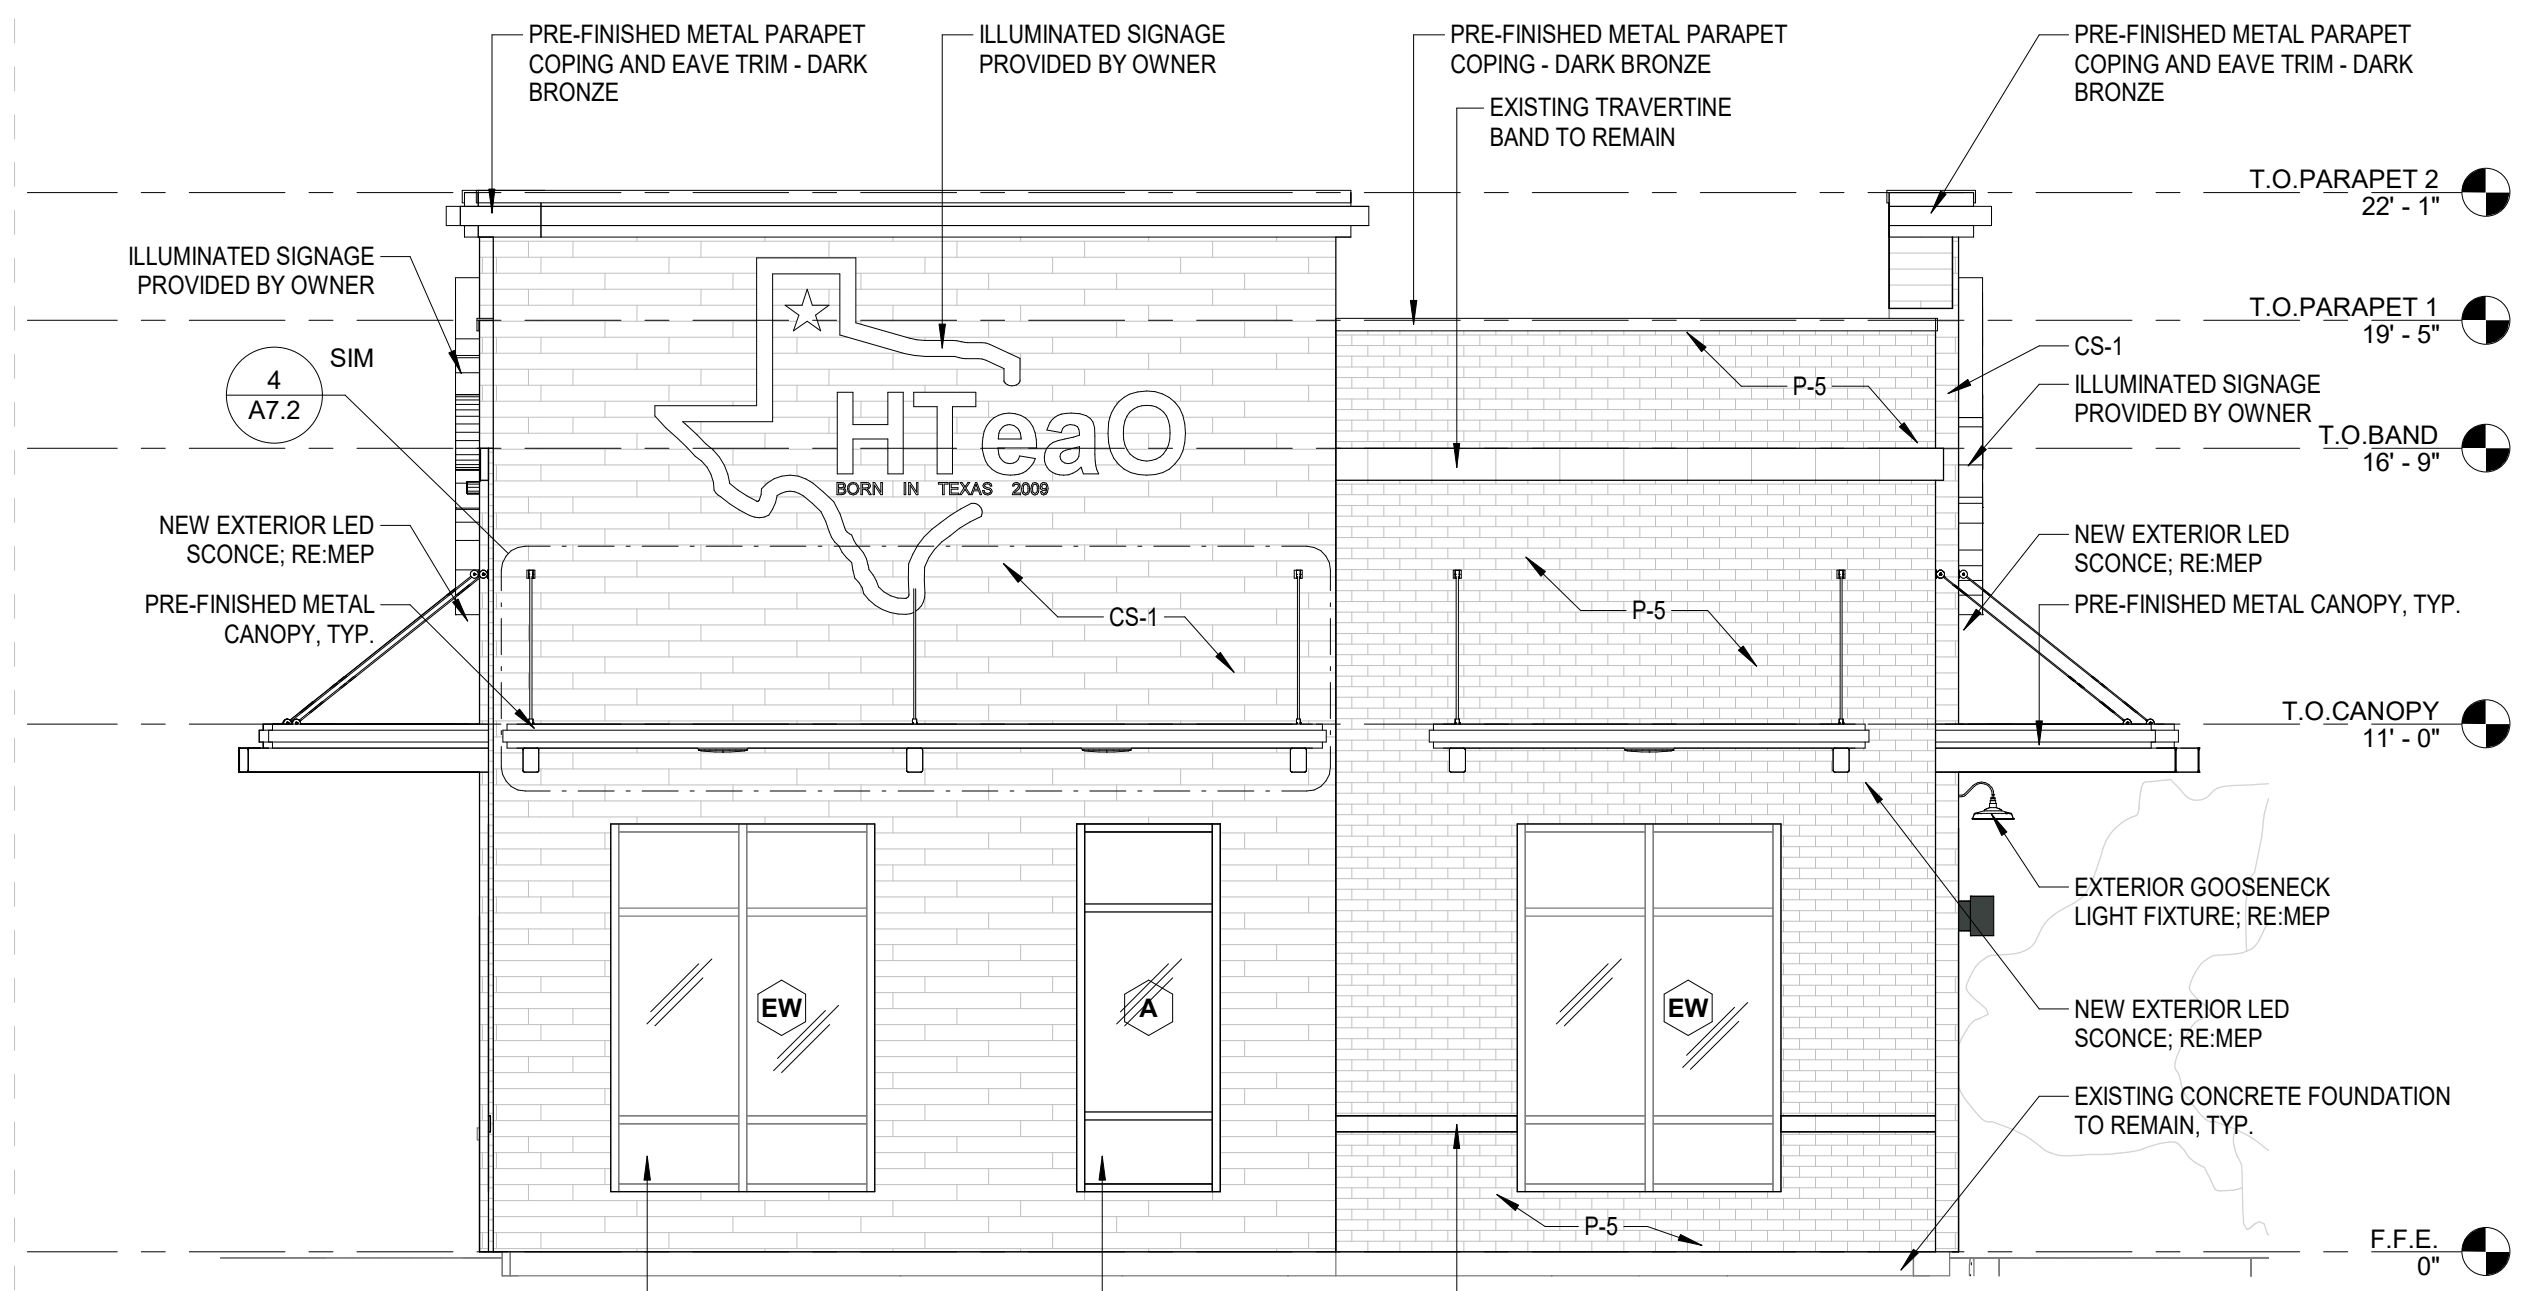 PRE-FINISHED METAL PARAPET
COPING AND EAVE TRIM - DARK
BRONZE
ILLUMINATED SIGNAGE
PROVIDED BY OWNER
PRE-FINISHED METAL PARAPET
COPING - DARK BRONZE
EXISTING TRAVERTINE
BAND TO REMAIN
PRE-FINISHED METAL PARAPET
COPING AND EAVE TRIM - DARK
BRONZE
T.O.PARAPET 2
22' - 1"
ILLUMINATED SIGNAGE
PROVIDED BY OWNER
T.O.PARAPET 1
19' - 5"
SIM
4
A7.2
CS-1
P-5
ILLUMINATED SIGNAGE
PROVIDED BY OWNER
HTeaO
BORN IN TEXAS 2009
T.O.BAND
16' - 9"
NEW EXTERIOR LED
SCONCE; RE:MEP
NEW EXTERIOR LED
SCONCE; RE:MEP
PRE-FINISHED METAL
CANOPY, TYP.
CS-1
P-5
PRE-FINISHED METAL CANOPY, TYP.
T.O.CANOPY
11' - 0"
EXTERIOR GOOSENECK
LIGHT FIXTURE; RE:MEP
EW
A
EW
NEW EXTERIOR LED
SCONCE; RE:MEP
EXISTING CONCRETE FOUNDATION
TO REMAIN, TYP.
P-5
F.F.E.
0"